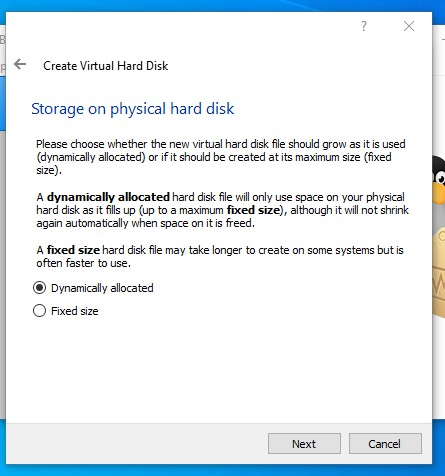 ?
Create Virtual Hard Disk
Storage on physical hard disk
Please choose whether the new virtual hard disk file should grow as it is used
(dynamically allocated) or if it should be created at its maximum size (fixed
size).
A dynamically allocated hard disk file will only use space on your physical
hard disk as it fills up (up to a maximum fixed size), although it will not shrink
again automatically when space on it is freed.
A fixed size hard disk file may take longer to create on some systems but is
often faster to use.
Dynamically allocated
Fixed size
Next Cancel